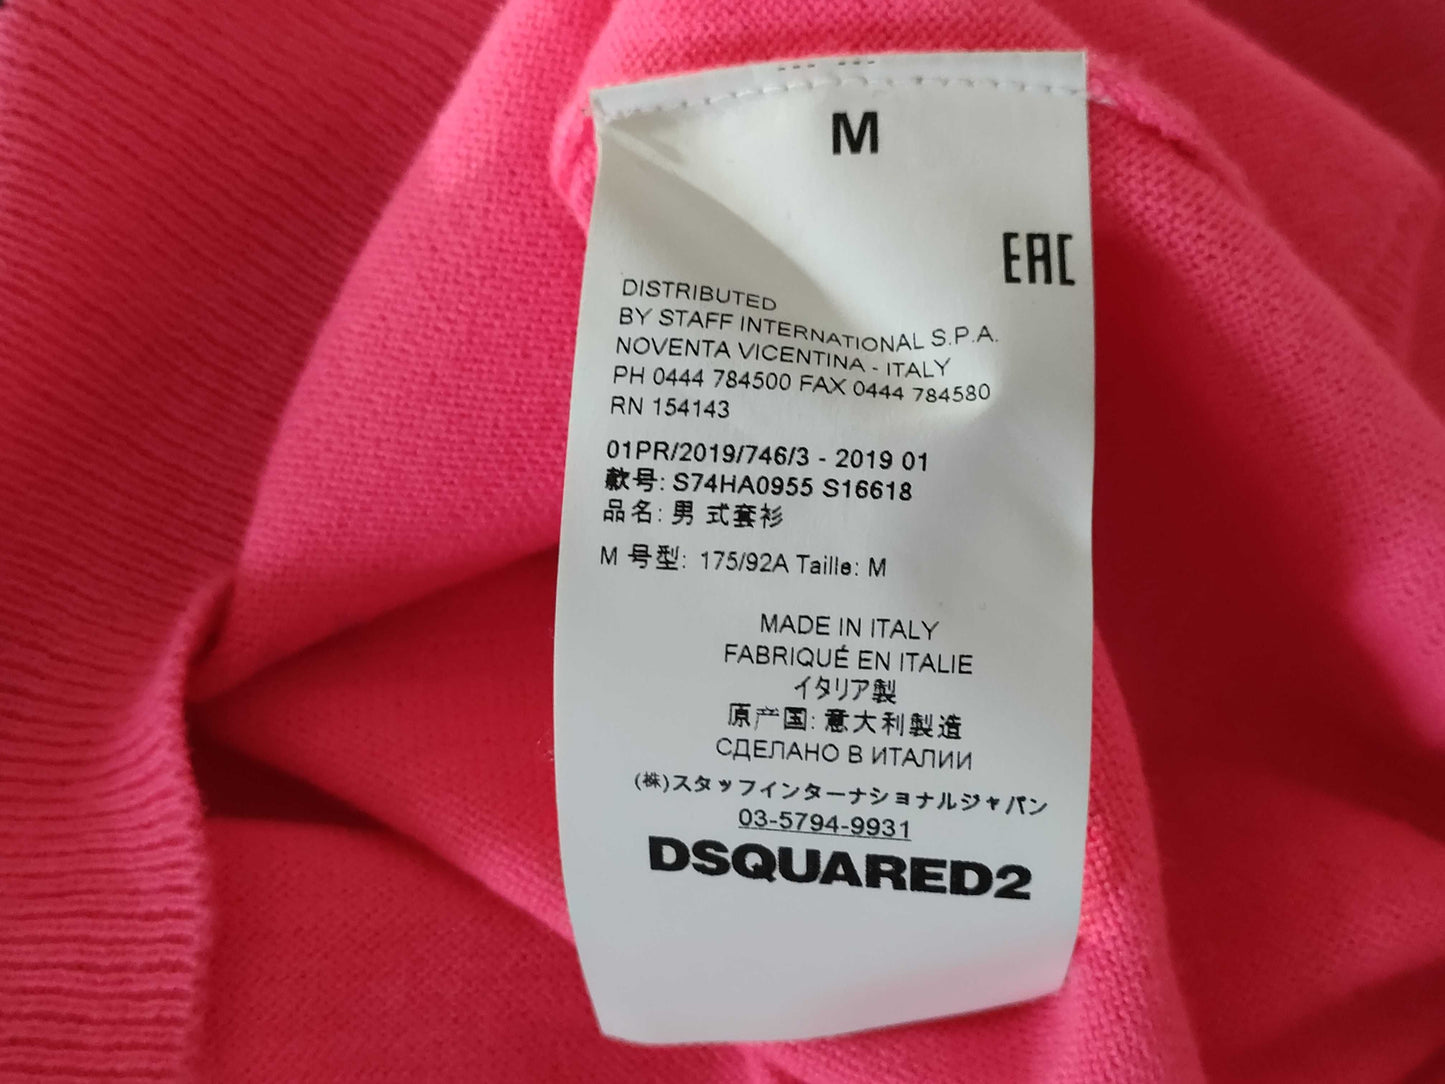 M
EAC
DISTRIBUTED
BY STAFF INTERNATIONAL S.P.A.
NOVENTA VICENTINA - ITALY
PH 0444 784500 FAX 0444 784580
RN 154143
01PR/2019/746/3 - 2019 01
款号: S74HA0955 S16618
品名: 男 式套衫
M 号型: 175/92A Taille: M
MADE IN ITALY
FABRIQUÉ EN ITALIE
イタリア製
原产国: 意大利製造
СДЕЛАНО В ИТАЛИИ
(株)スタッフインターナショナルジャパン
03-5794-9931
DSQUARED2